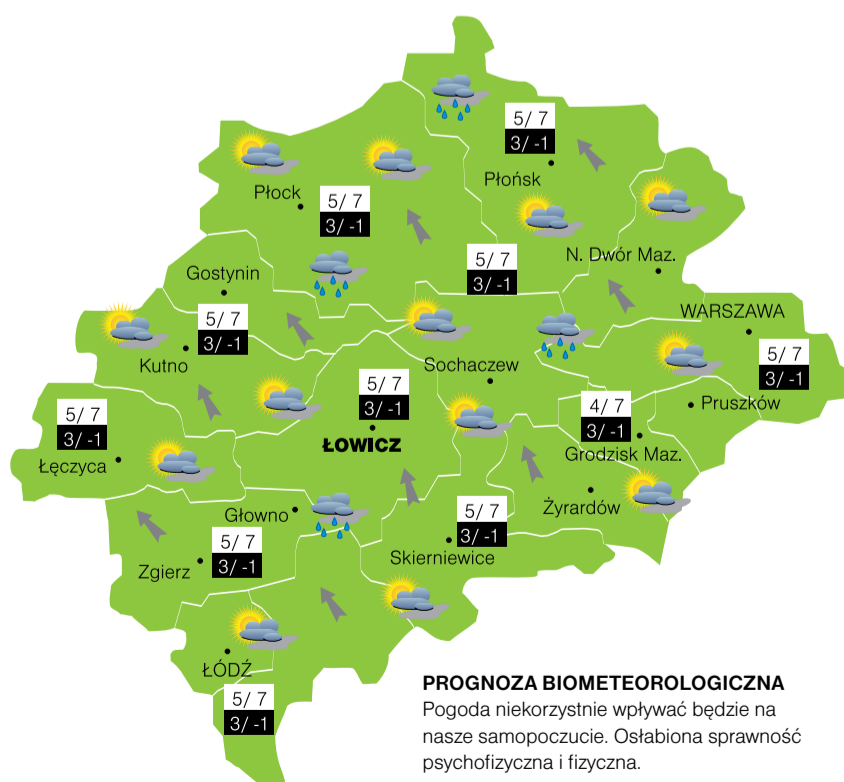 5/ 7
3/ -1
Płońsk
Płock
5/ 7
3/ -1
N. Dwór Maz.
5/ 7
3/ -1
Gostynin
WARSZAWA
5/ 7
3/ -1
Kutno
Sochaczew
5/ 7
3/ -1
5/ 7
3/ -1
ŁOWICZ
Pruszków
4/ 7
3/ -1
Grodzisk Maz.
5/ 7
3/ -1
Łęczyca
Żyrardów
Głowno
5/ 7
3/ -1
Skierniewice
5/ 7
3/ -1
Zgierz
ŁÓDŹ
5/ 7
3/ -1
PROGNOZA BIOMETEOROLOGICZNA
Pogoda niekorzystnie wpływać będzie na
nasze samopoczucie. Osłabiona sprawność
psychofizyczna i fizyczna.